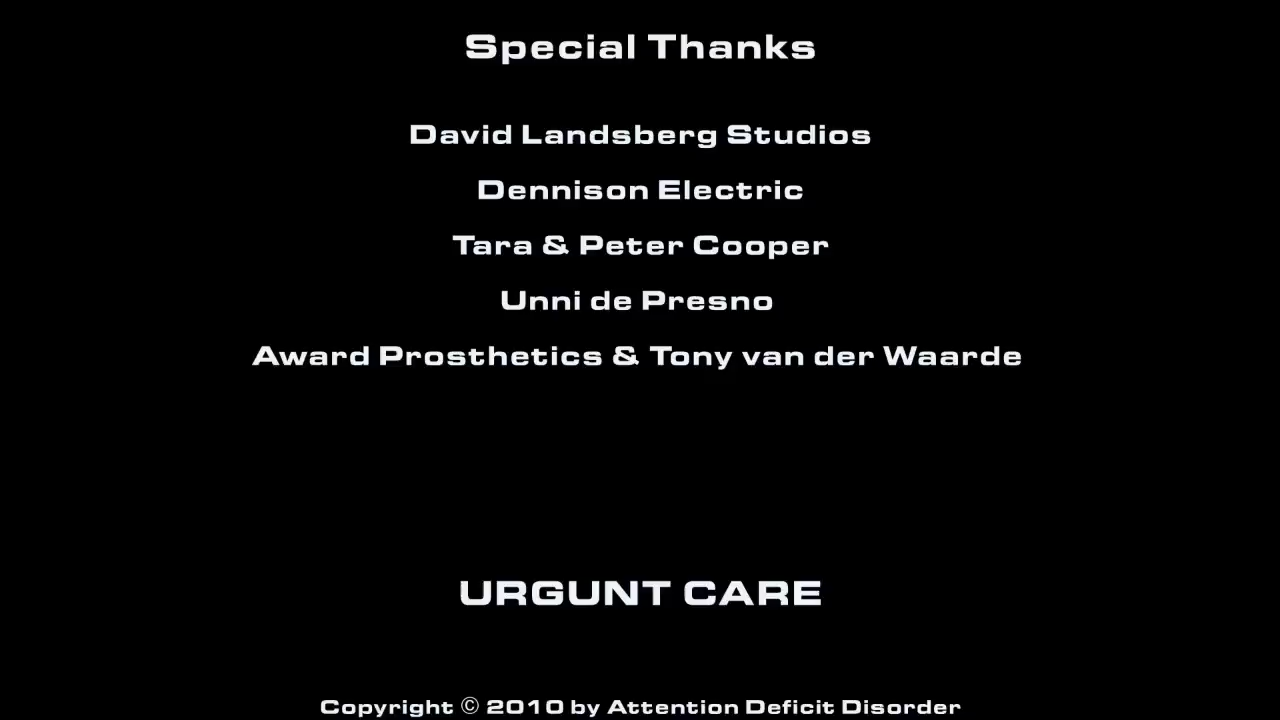 Special Thanks
David Landsberg Studios
Dennison Electric
Tara & Peter Cooper
Unni de Presno
Award Prosthetics & Tony van der Waarde
URGUNT CARE
Copyright © 2010 by Attention Deficit Disorder